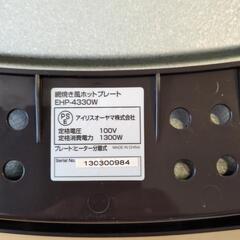 網焼き風ホットプレート
EHP-4330W
PSE
アイリスオーヤマ株式会社
定格電圧 100V
定格消費電力 1300W
プレート:ヒーター分離式 MADE IN CHINA
Serial No. 130300984